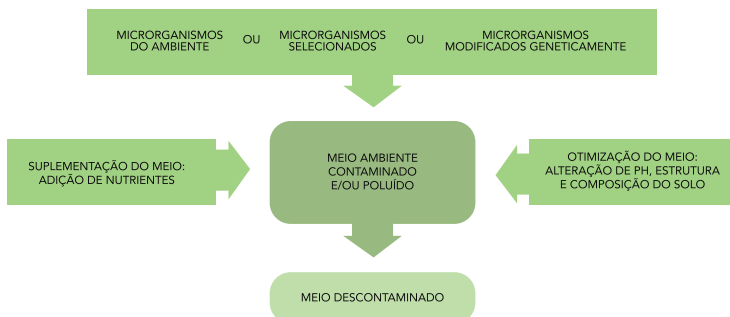 MICRORGANISMOS DO AMBIENTE
OU
MICRORGANISMOS SELECIONADOS
OU
MICRORGANISMOS MODIFICADOS GENETICAMENTE
SUPLEMENTAÇÃO DO MEIO:
ADIÇÃO DE NUTRIENTES
MEIO AMBIENTE
CONTAMINADO
E/OU POLUÍDO
OTIMIZAÇÃO DO MEIO:
ALTERAÇÃO DE PH, ESTRUTURA
E COMPOSIÇÃO DO SOLO
MEIO DESCONTAMINADO